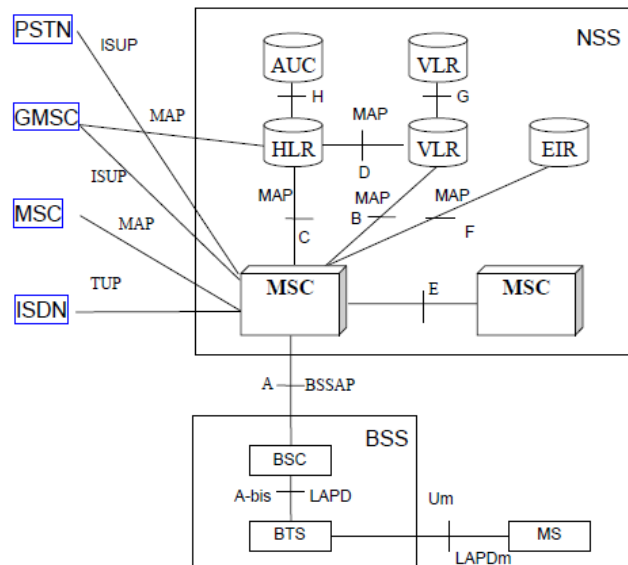 PSTN
ISUP
NSS
AUC
VLR
H
G
GMSC
MAP
MAP
HLR
VLR
EIR
D
ISUP
MAP
MAP
MAP
B
F
C
MSC
MAP
MSC
E
MSC
TUP
ISDN
A
BSSAP
BSS
BSC
A-bis
LAPD
Um
BTS
MS
LAPDm